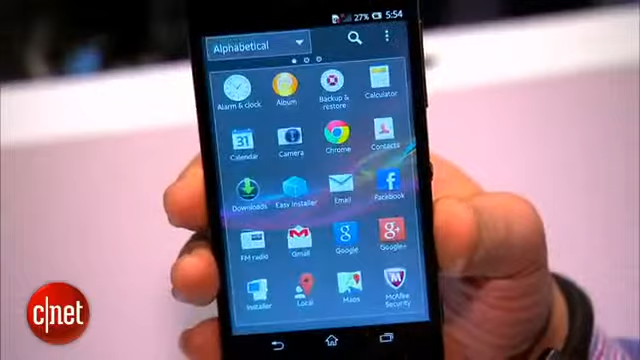 27% 5:54
Alphabetical
Alarm & clock Album Backup & restore Calculator
31
Calendar Camera Chrome Contacts
Downloads Easy Installer Email Facebook
FM radio Gmail Google Google+
Installer Local Maps McAfee Security
c|net